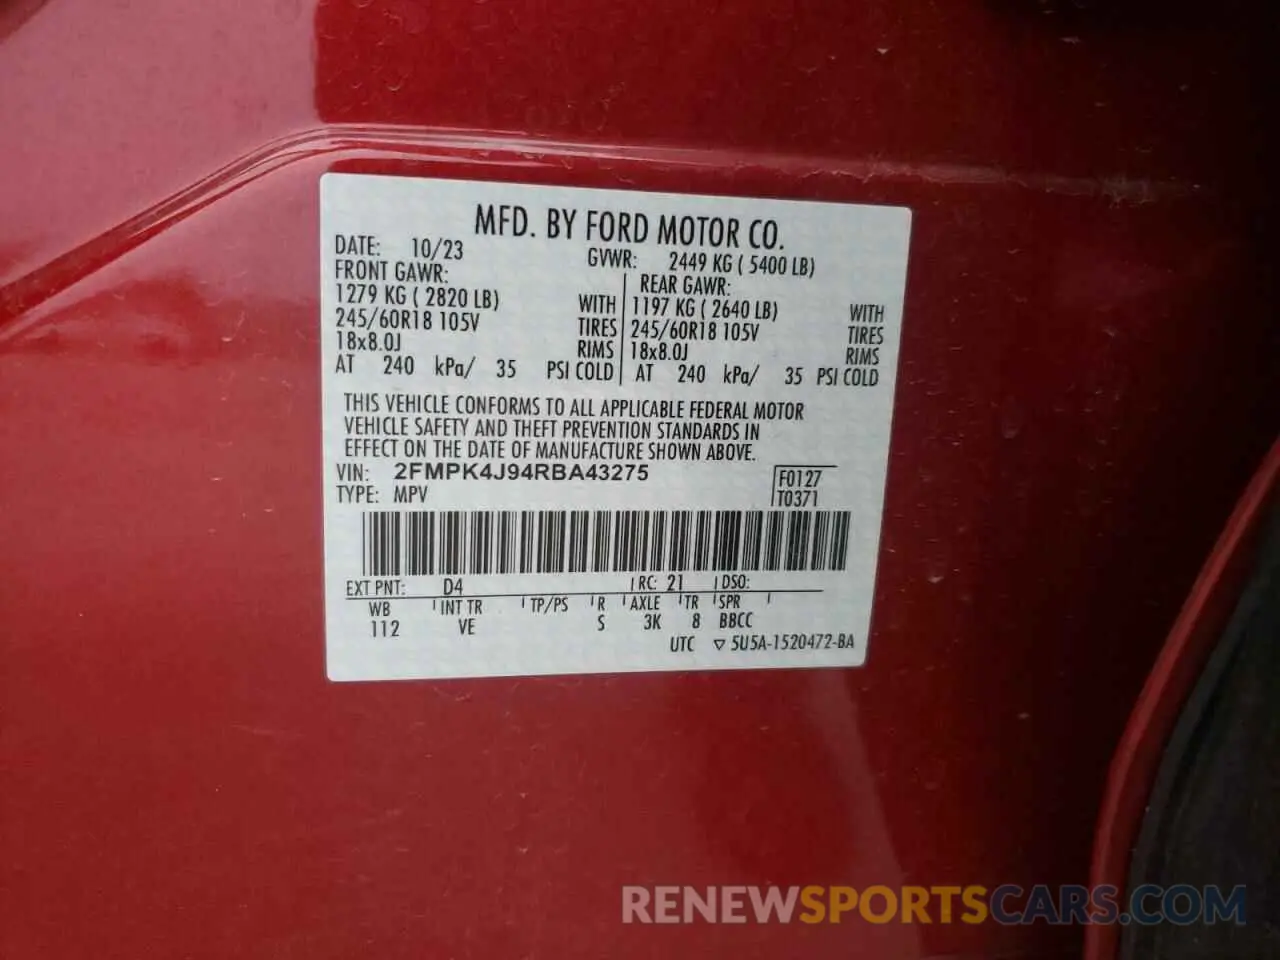 MFD. BY FORD MOTOR CO.
DATE: 10/23 GVWR: 2449 KG ( 5400 LB)
FRONT GAWR: REAR GAWR:
1279 KG ( 2820 LB) WITH 1197 KG ( 2640 LB) WITH
245/60R18 105V TIRES 245/60R18 105V TIRES
18x8.0J RIMS 18x8.0J RIMS
AT 240 kPa/ 35 PSI COLD AT 240 kPa/ 35 PSI COLD
THIS VEHICLE CONFORMS TO ALL APPLICABLE FEDERAL MOTOR
VEHICLE SAFETY AND THEFT PREVENTION STANDARDS IN
EFFECT ON THE DATE OF MANUFACTURE SHOWN ABOVE.
VIN: 2FMPK4J94RBA43275 F0127
TYPE: MPV T0371
EXT PNT: D4 RC: 21 DSO:
WB INT TR TP/PS R AXLE TR SPR
112 VE S 3K 8 BBCC
UTC ▽ 5U5A-1520472-BA
RENEWSPORTSCARS.COM